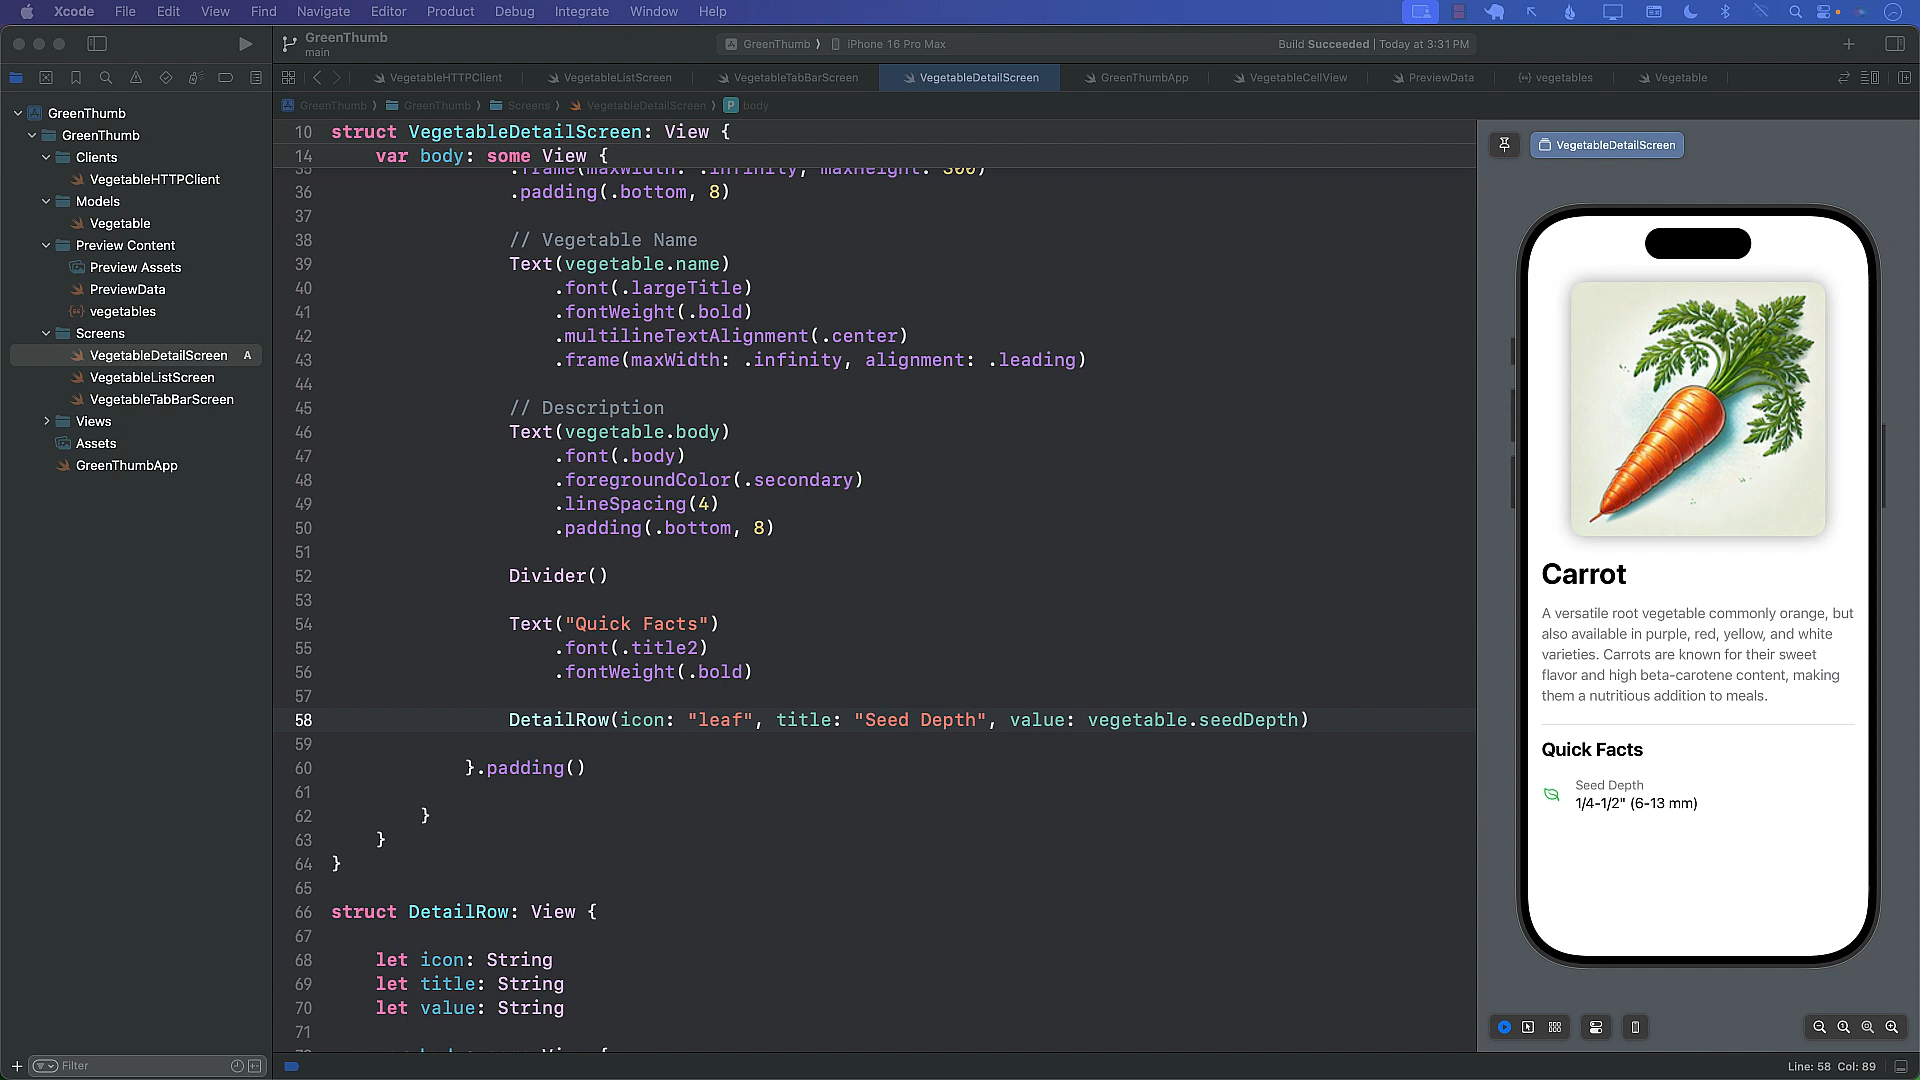 Xcode File Edit View Find Navigate Editor Product Debug Integrate Window Help
GreenThumb
main
GreenThumb ⟩ iPhone 16 Pro Max
Build Succeeded | Today at 3:31 PM
VegetableHTTPClient VegetableListScreen VegetableTabBarScreen VegetableDetailScreen GreenThumbApp VegetableCellView PreviewData vegetables Vegetable
GreenThumb ⟩ GreenThumb ⟩ Screens ⟩ VegetableDetailScreen ⟩ P body
GreenThumb
GreenThumb
Clients
VegetableHTTPClient
Models
Vegetable
Preview Content
Preview Assets
PreviewData
vegetables
Screens
VegetableDetailScreen A
VegetableListScreen
VegetableTabBarScreen
Views
Assets
GreenThumbApp
Filter
10 struct VegetableDetailScreen: View {
14 var body: some View {
35 .frame(maxWidth: .infinity, maxHeight: 300)
36 .padding(.bottom, 8)
37
38 // Vegetable Name
39 Text(vegetable.name)
40 .font(.largeTitle)
41 .fontWeight(.bold)
42 .multilineTextAlignment(.center)
43 .frame(maxWidth: .infinity, alignment: .leading)
44
45 // Description
46 Text(vegetable.body)
47 .font(.body)
48 .foregroundColor(.secondary)
49 .lineSpacing(4)
50 .padding(.bottom, 8)
51
52 Divider()
53
54 Text("Quick Facts")
55 .font(.title2)
56 .fontWeight(.bold)
57
58 DetailRow(icon: "leaf", title: "Seed Depth", value: vegetable.seedDepth)
59
60 }.padding()
61
62 }
63 }
64 }
65
66 struct DetailRow: View {
67
68 let icon: String
69 let title: String
70 let value: String
71
VegetableDetailScreen
Carrot
A versatile root vegetable commonly orange, but
also available in purple, red, yellow, and white
varieties. Carrots are known for their sweet
flavor and high beta-carotene content, making
them a nutritious addition to meals.
Quick Facts
Seed Depth
1/4-1/2" (6-13 mm)
Line: 58 Col: 89